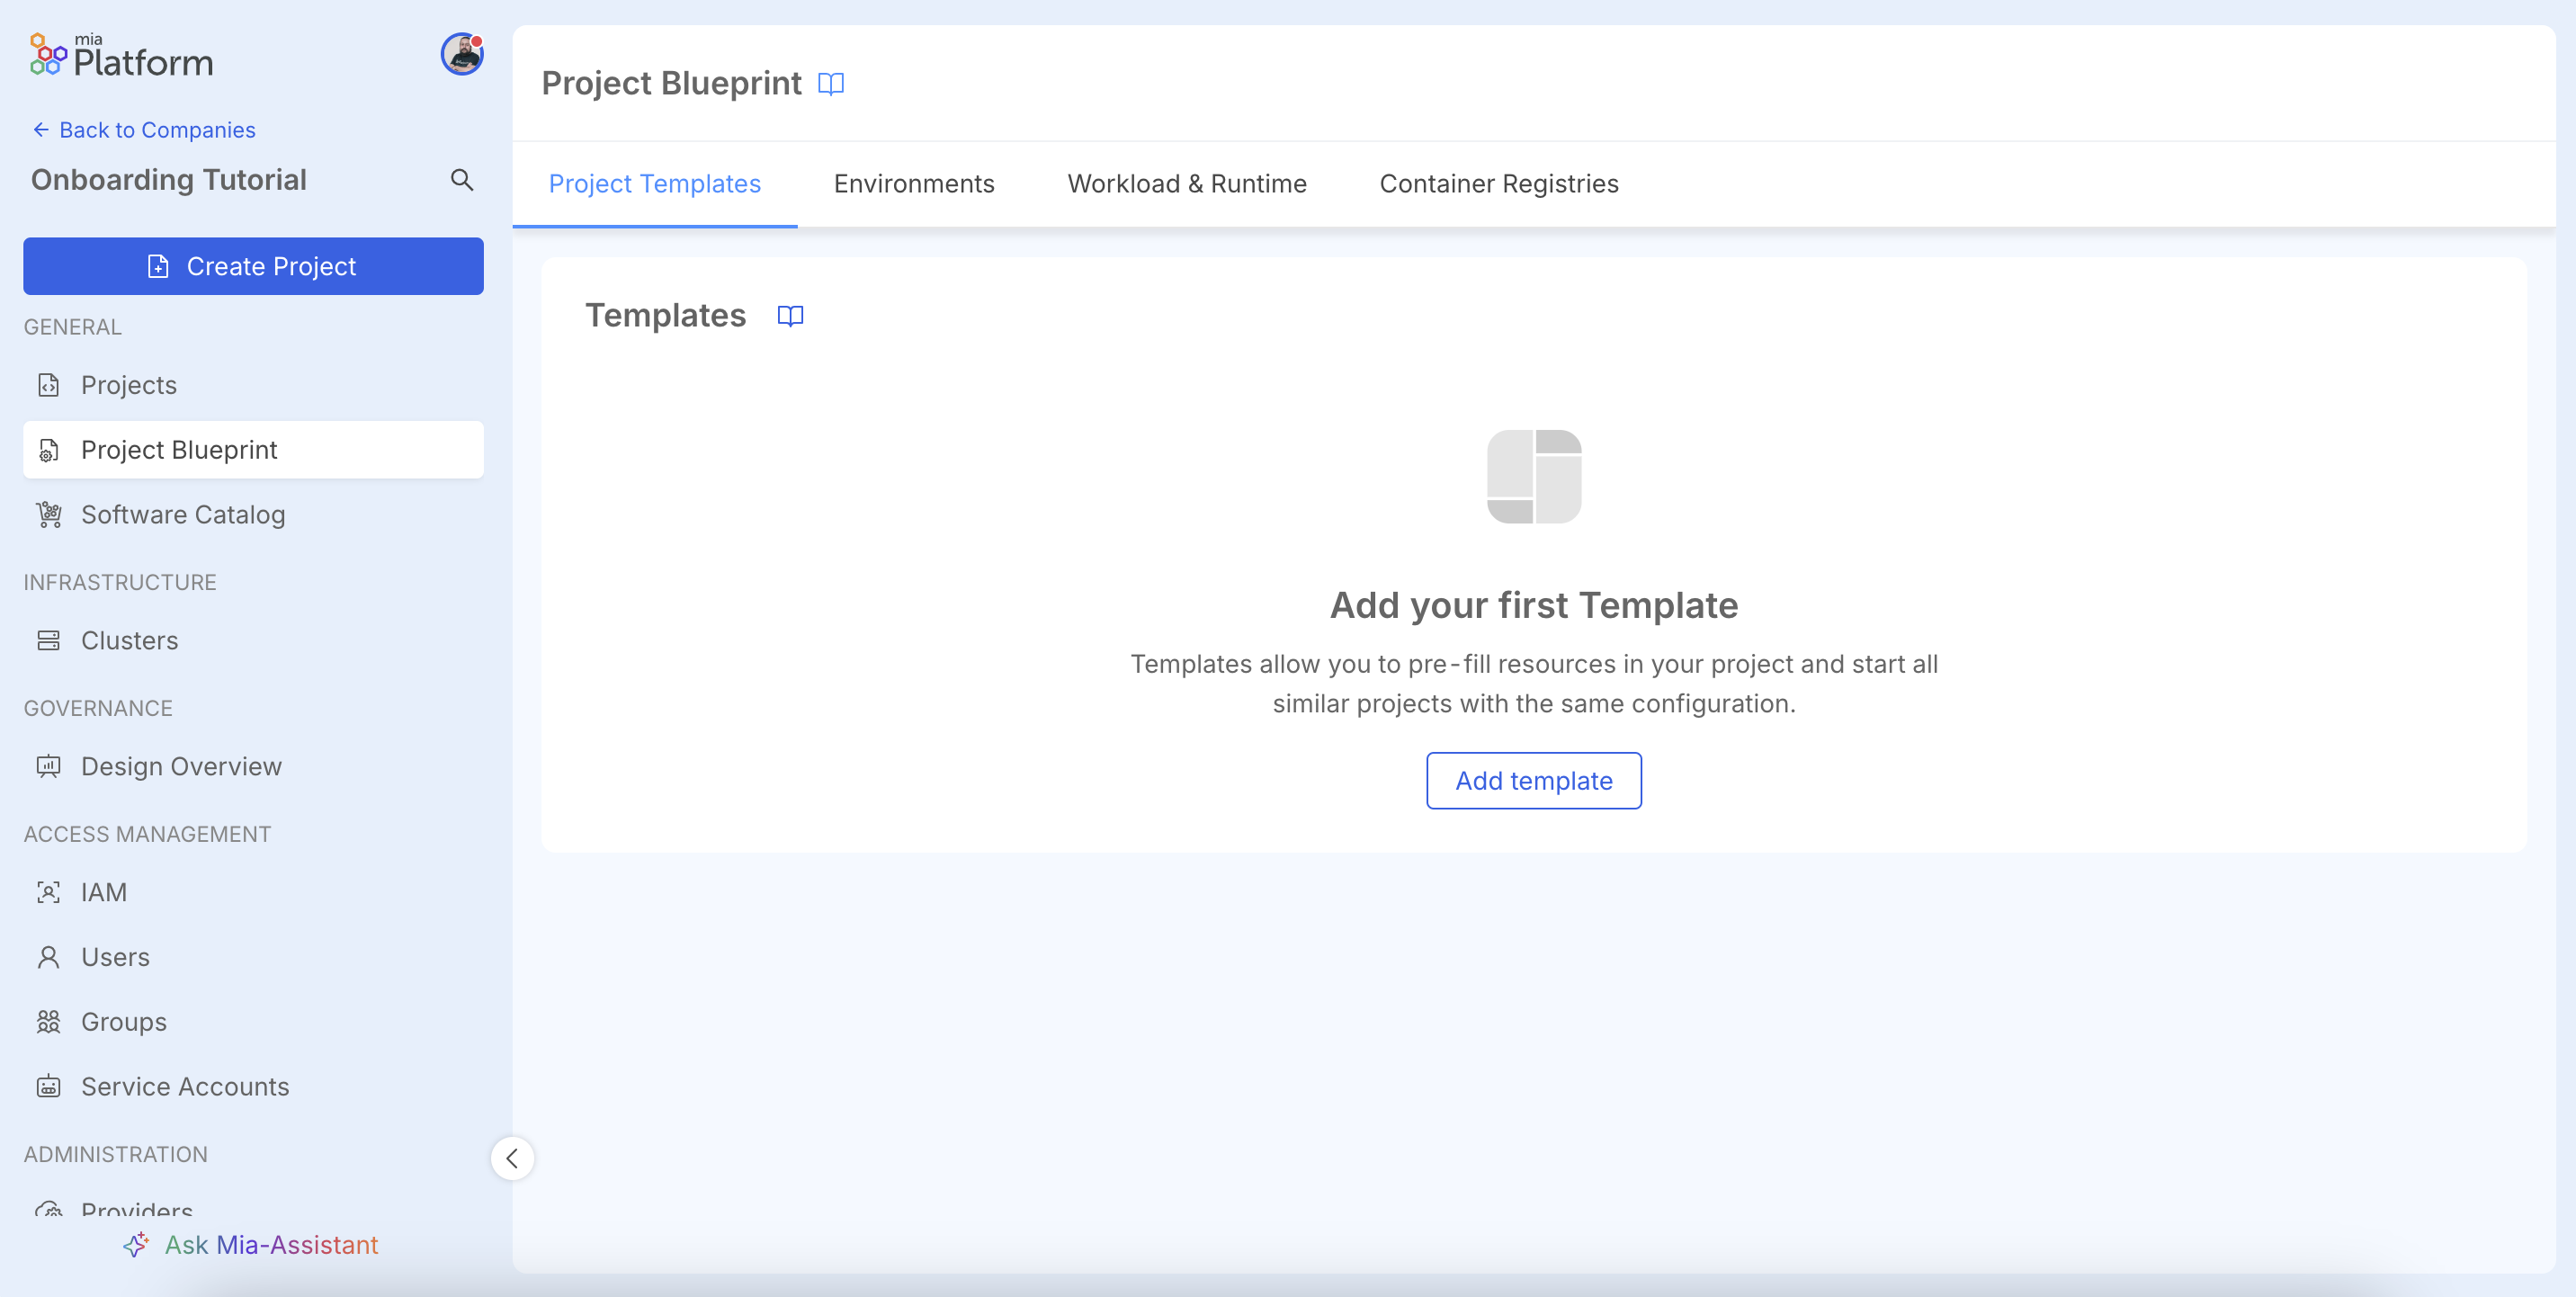 mia
Platform
Back to Companies
Onboarding Tutorial
Create Project
GENERAL
Projects
Project Blueprint
Software Catalog
INFRASTRUCTURE
Clusters
GOVERNANCE
Design Overview
ACCESS MANAGEMENT
IAM
Users
Groups
Service Accounts
ADMINISTRATION
Providers
Ask Mia-Assistant
Project Blueprint
Project Templates Environments Workload & Runtime Container Registries
Templates
Add your first Template
Templates allow you to pre-fill resources in your project and start all
similar projects with the same configuration.
Add template